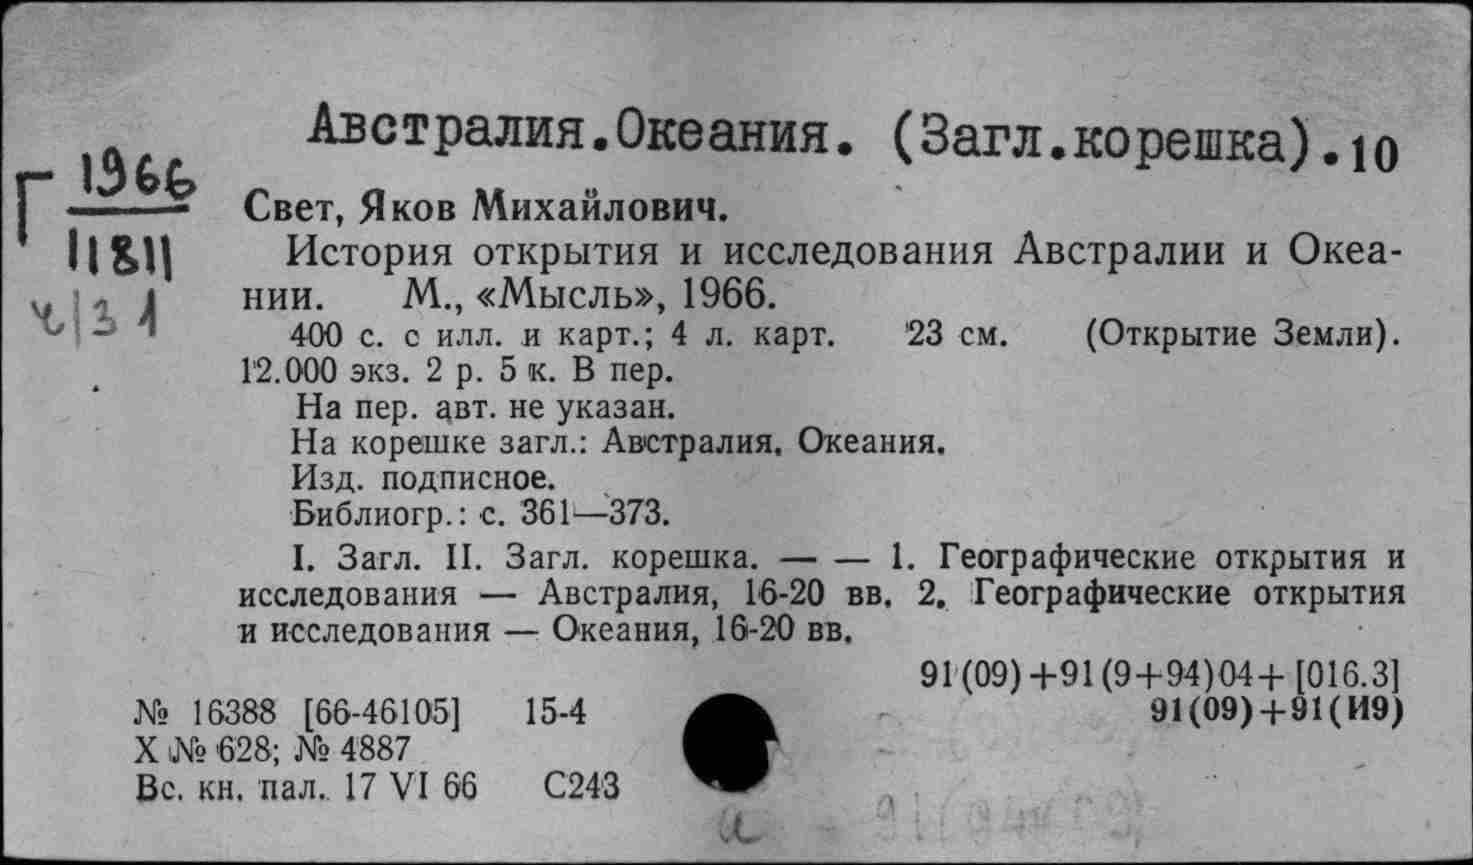 Австралия.Океания. (Загл.корешка).10
Г 1966
11811
ч|з 1
Свет, Яков Михайлович.
История открытия и исследования Австралии и Океа-
нии. М., «Мысль», 1966.
400 с. с илл. и карт.; 4 л. карт. 23 см. (Открытие Земли).
12.000 экз. 2 р. 5 к. В пер.
На пер. авт. не указан.
На корешке загл.: Австралия. Океания.
Изд. подписное.
Библиогр.: с. 361—373.
I. Загл. II. Загл. корешка. — — 1. Географические открытия и
исследования — Австралия, 16-20 вв. 2. Географические открытия
и исследования — Океания, 16-20 вв.
91(09)+91(9+94)04+[016.3]
№ 16388 [66-46105] 15-4 91(09)+91(И9)
X № 628; № 4887
Вс. кн. пал. 17 VI 66 С243